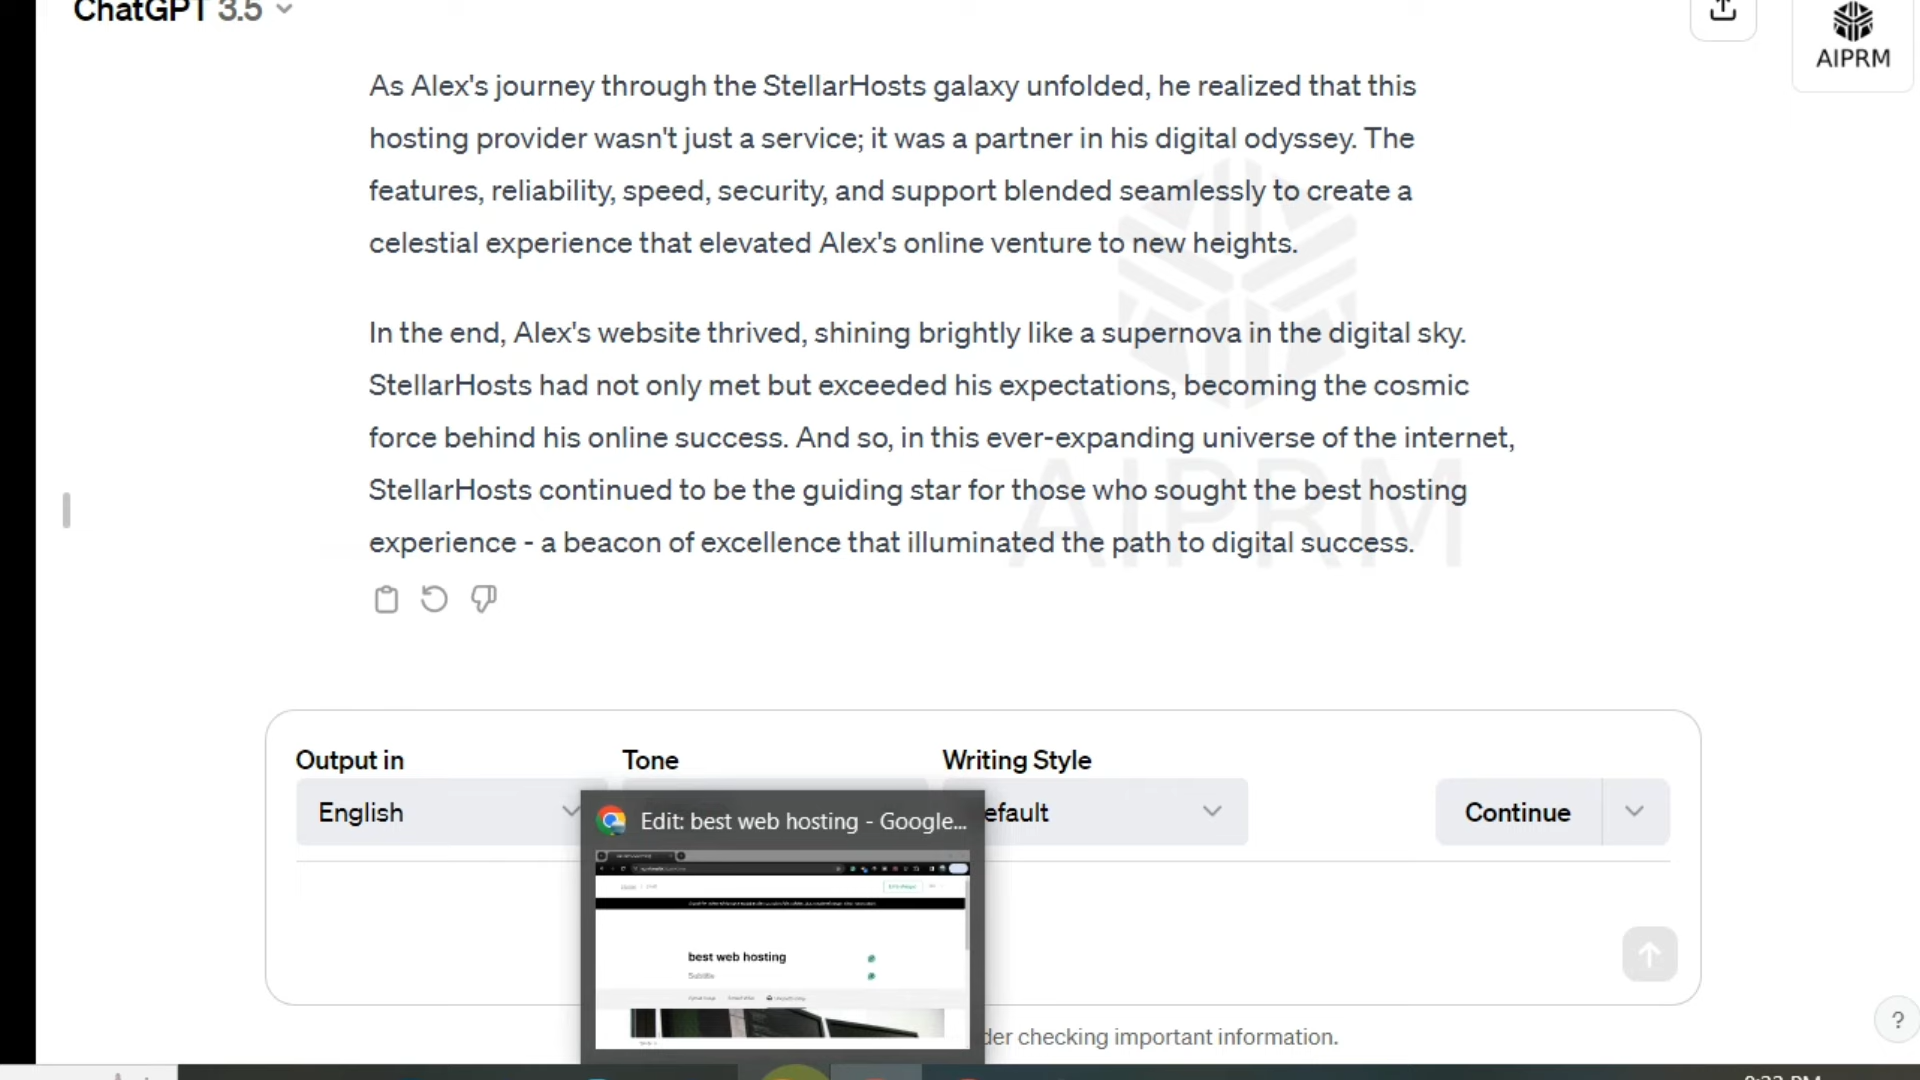 ChatGPT 3.5
AIPRM
As Alex's journey through the StellarHosts galaxy unfolded, he realized that this
hosting provider wasn't just a service; it was a partner in his digital odyssey. The
features, reliability, speed, security, and support blended seamlessly to create a
celestial experience that elevated Alex's online venture to new heights.
In the end, Alex's website thrived, shining brightly like a supernova in the digital sky.
StellarHosts had not only met but exceeded his expectations, becoming the cosmic
force behind his online success. And so, in this ever-expanding universe of the internet,
StellarHosts continued to be the guiding star for those who sought the best hosting
experience - a beacon of excellence that illuminated the path to digital success.
AIPRM
Output in
Tone
Writing Style
English
efault
Continue
Edit: best web hosting - Google...
best web hosting
Subtitle
der checking important information.
?